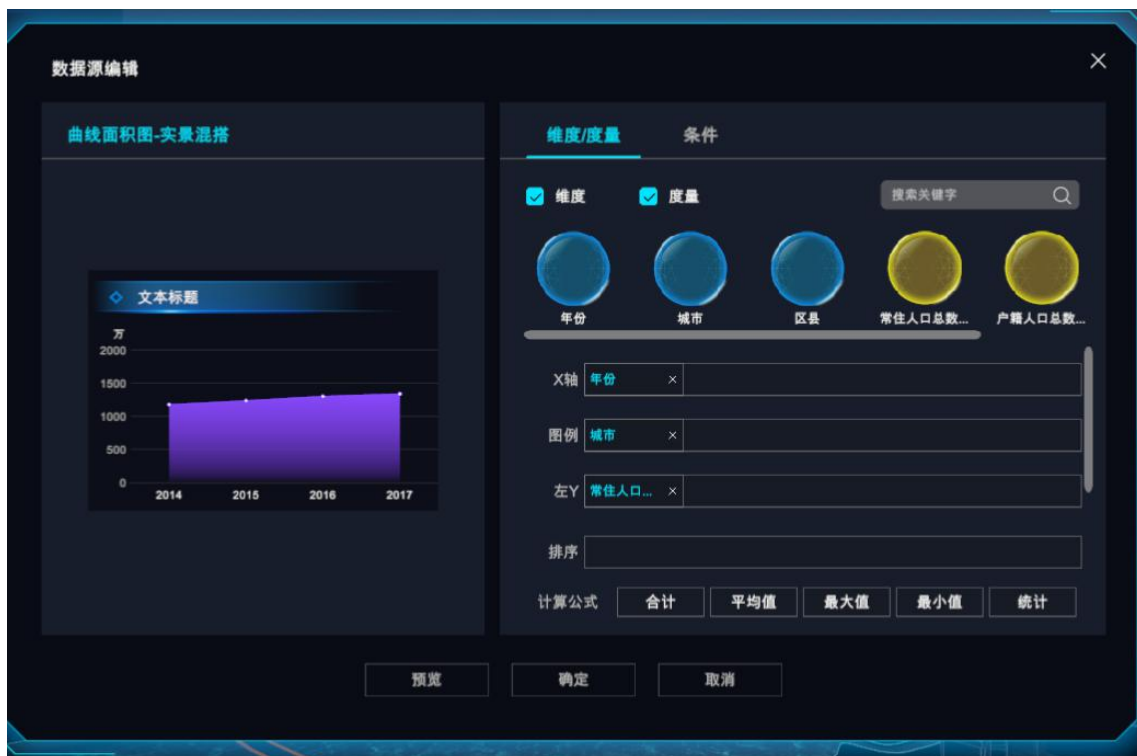 数据源编辑
曲线面积图-实景混搭
维度/度量 条件
维度 度量 搜索关键字
年份 城市 区县 常住人口总数... 户籍人口总数...
文本标题
万
2000
1500
1000
500
0
2014 2015 2016 2017
X轴 年份 ×
图例 城市 ×
左Y 常住人口... ×
排序
计算公式 合计 平均值 最大值 最小值 统计
预览 确定 取消